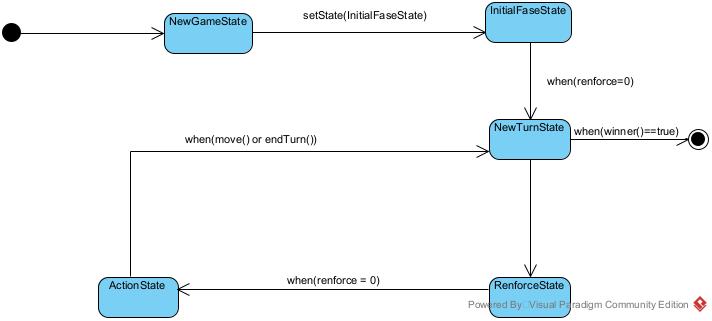 NewGameState
setState(InitialFaseState)
InitialFaseState
when(renforce=0)
NewTurnState
when(winner()==true)
when(move() or endTurn())
ActionState
when(renforce = 0)
RenforceState
Powered By Visual Paradigm Community Edition